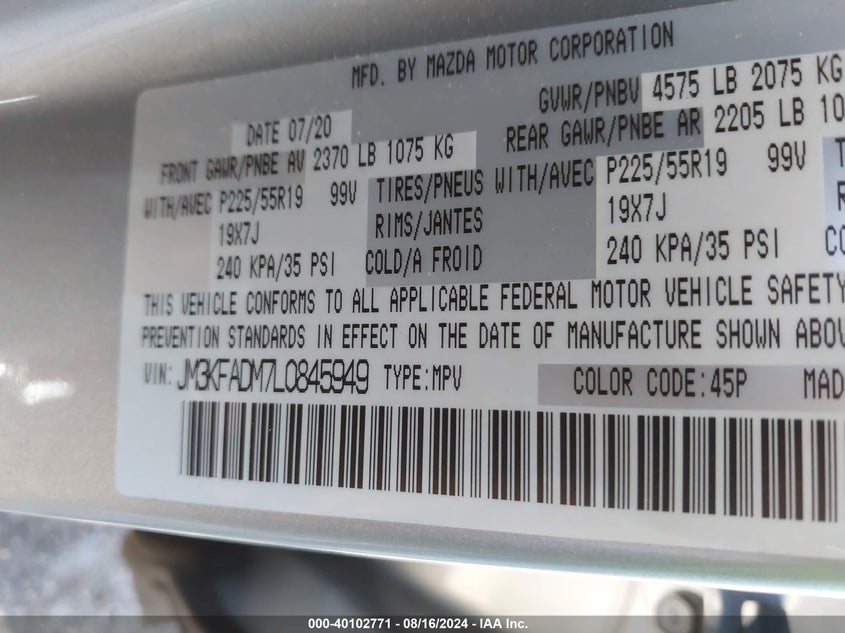 MFD. BY MAZDA MOTOR CORPORATION
DATE 07/20 GVWR/PNBV 4575 LB 2075 KG
FRONT GAWR/PNBE AV 2370 LB 1075 KG REAR GAWR/PNBE AR 2205 LB 10
WITH/AVEC P225/55R19 99V TIRES/PNEUS WITH/AVEC P225/55R19 99V T
19X7J RIMS/JANTES 19X7J R
240 KPA/35 PSI COLD/A FROID 240 KPA/35 PSI CO
THIS VEHICLE CONFORMS TO ALL APPLICABLE FEDERAL MOTOR VEHICLE SAFETY
PREVENTION STANDARDS IN EFFECT ON THE DATE OF MANUFACTURE SHOWN ABOV
VIN: JM3KFADM7L0845949 TYPE:MPV COLOR CODE:45P MAD
000-40102771 - 08/16/2024 - IAA Inc.